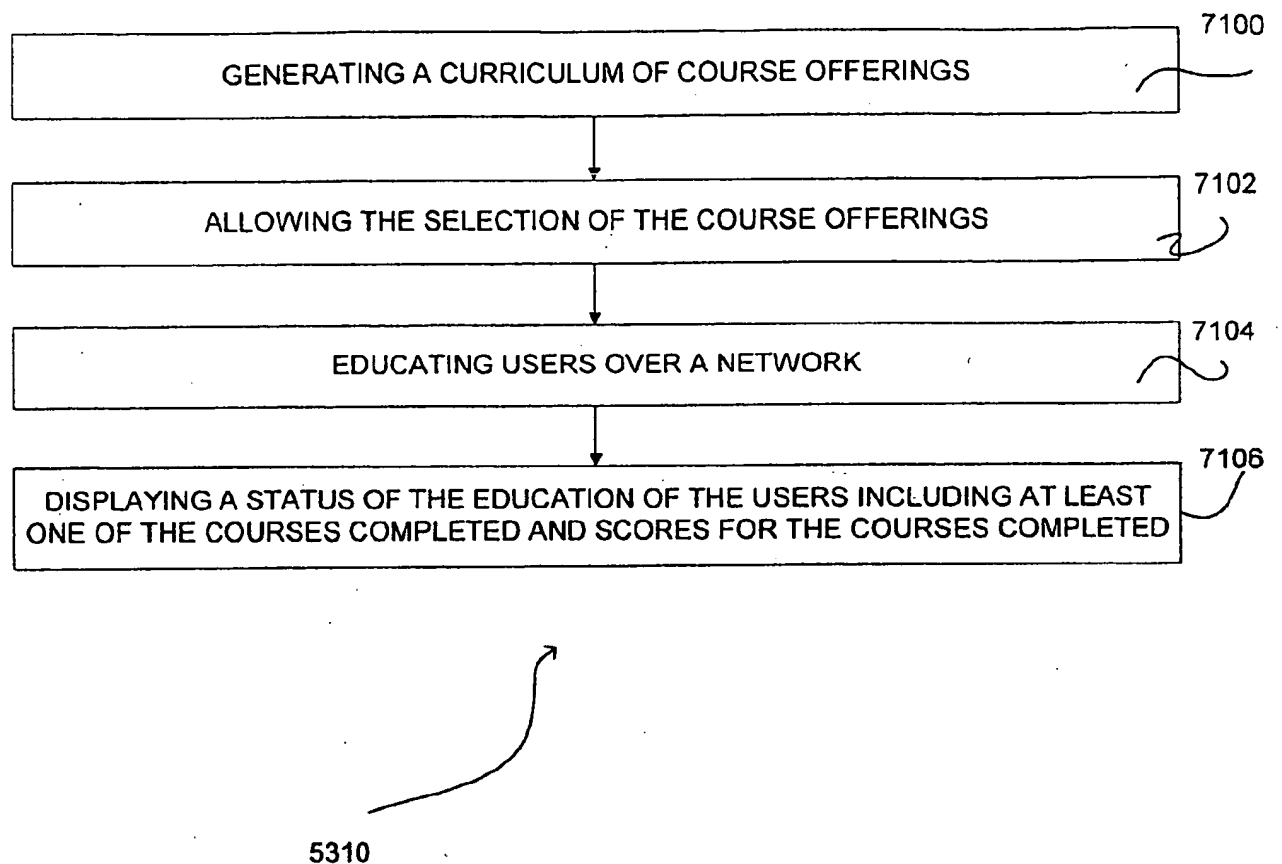 7100
GENERATING A CURRICULUM OF COURSE OFFERINGS
7102
ALLOWING THE SELECTION OF THE COURSE OFFERINGS
7104
EDUCATING USERS OVER A NETWORK
7106
DISPLAYING A STATUS OF THE EDUCATION OF THE USERS INCLUDING AT LEAST
ONE OF THE COURSES COMPLETED AND SCORES FOR THE COURSES COMPLETED
5310